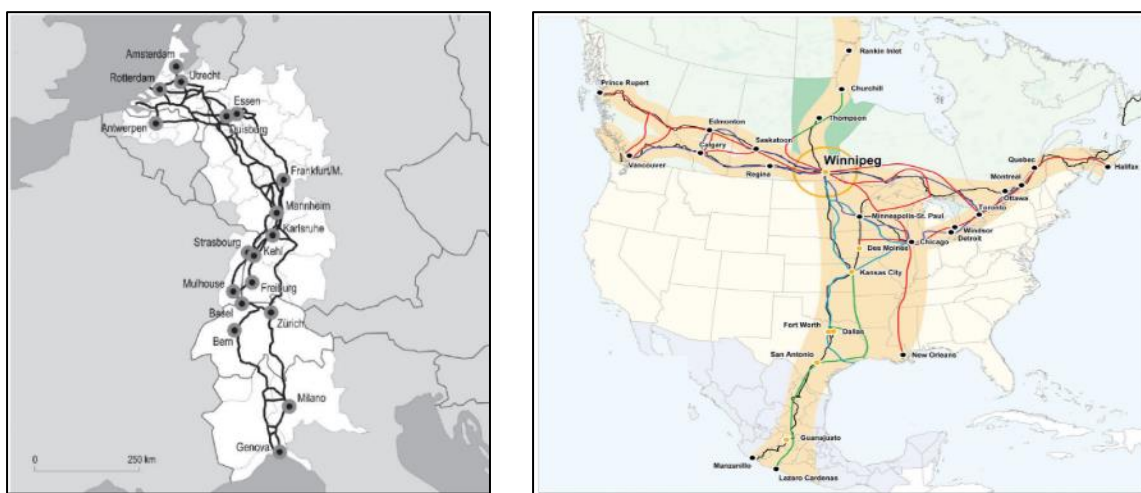 Amsterdam
Utrecht
Rotterdam
Essen
Duisburg
Antwerpen
Frankfurt/M.
Mannheim
Karlsruhe
Strasbourg
Kehl
Mulhouse
Freiburg
Basel
Zürich
Bern
Milano
Genova
0 250 km
Rankin Inlet
Churchill
Prince Rupert
Thompson
Edmonton
Saskatoon
Calgary
Winnipeg
Vancouver
Regina
Quebec
Montreal
Halifax
Ottawa
Toronto
Minneapolis-St. Paul
Windsor
Detroit
Chicago
Des Moines
Kansas City
Fort Worth
Dallas
San Antonio
New Orleans
Guanajuato
Manzanillo
Lazaro Cardenas